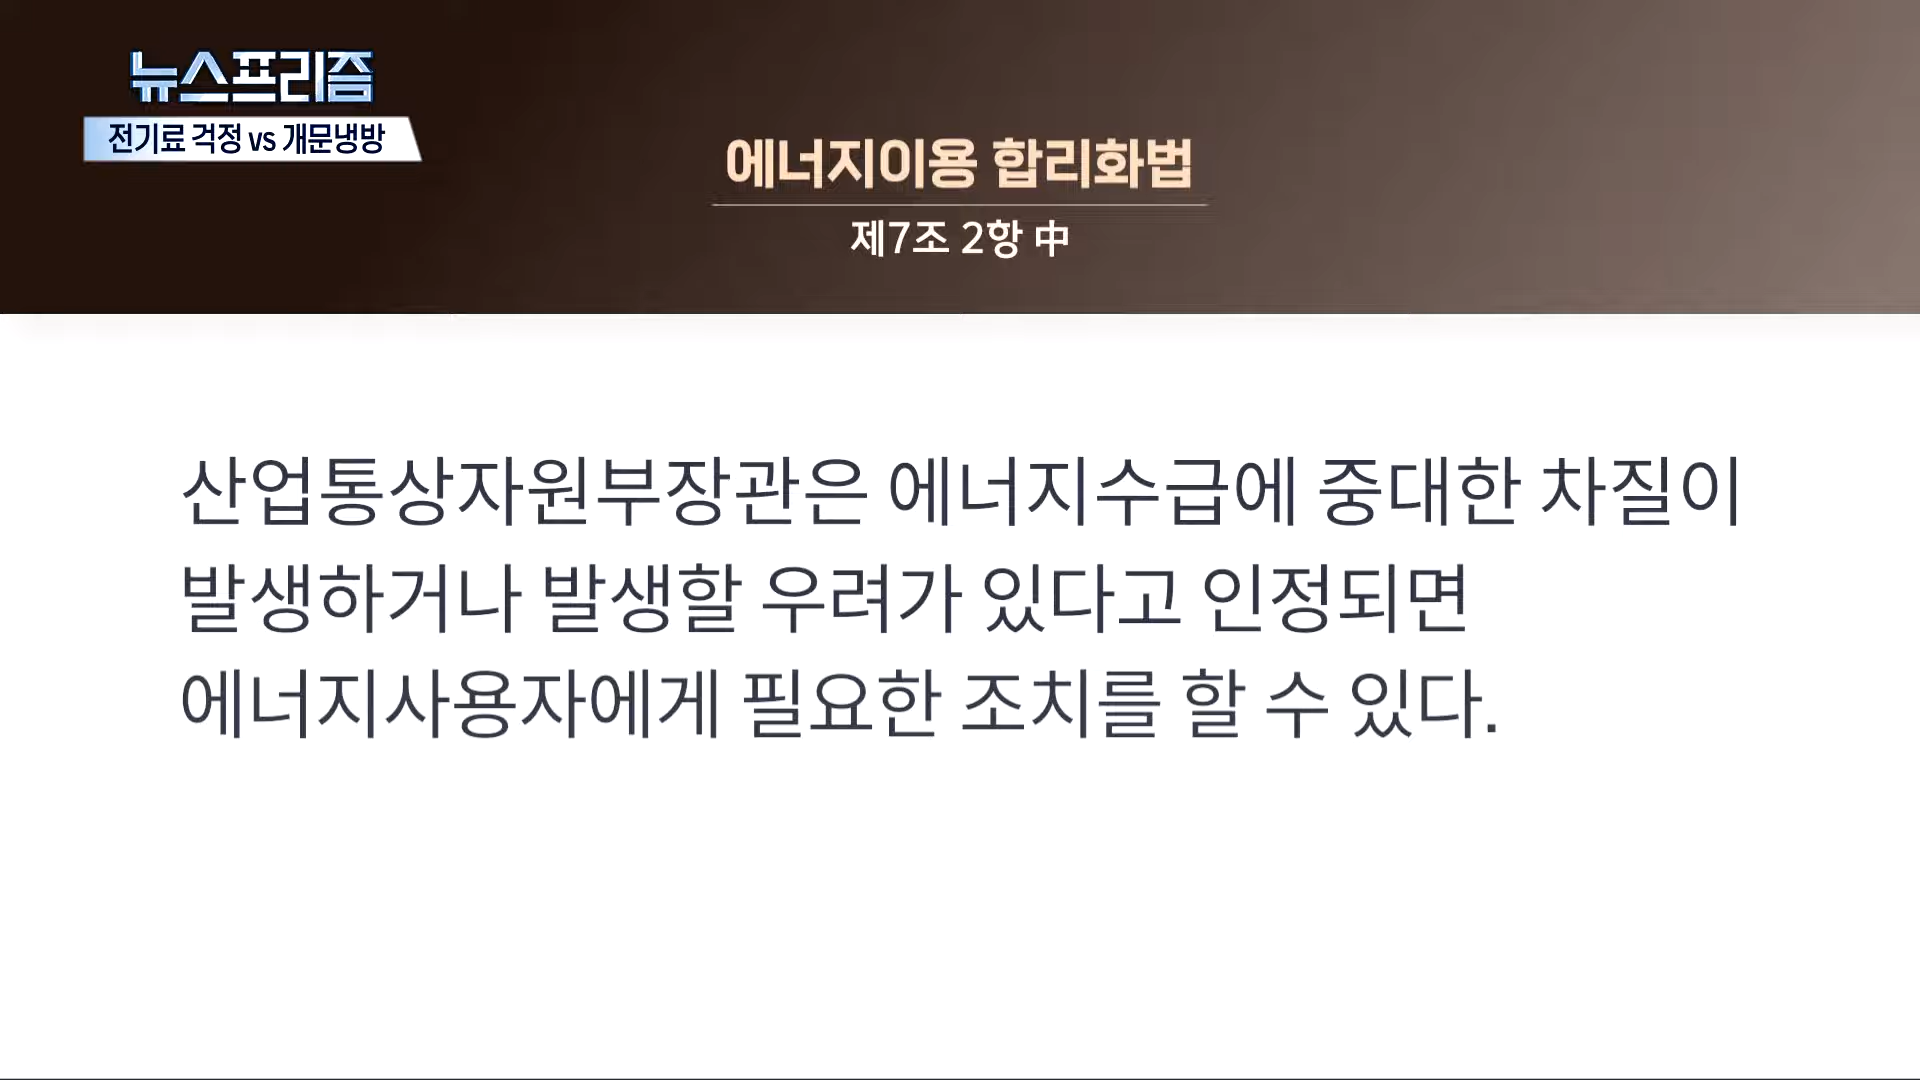 뉴스프리즘
전기료 걱정 vs 개문냉방
에너지이용 합리화법
제7조 2항 中
산업통상자원부장관은 에너지수급에 중대한 차질이
발생하거나 발생할 우려가 있다고 인정되면
에너지사용자에게 필요한 조치를 할 수 있다.